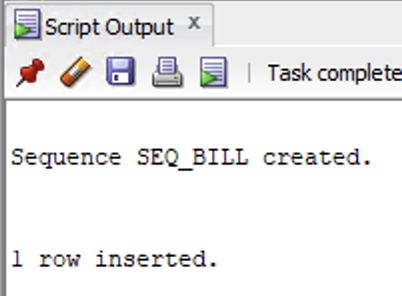 Script Output x
Task complete
Sequence SEQ_BILL created.
1 row inserted.